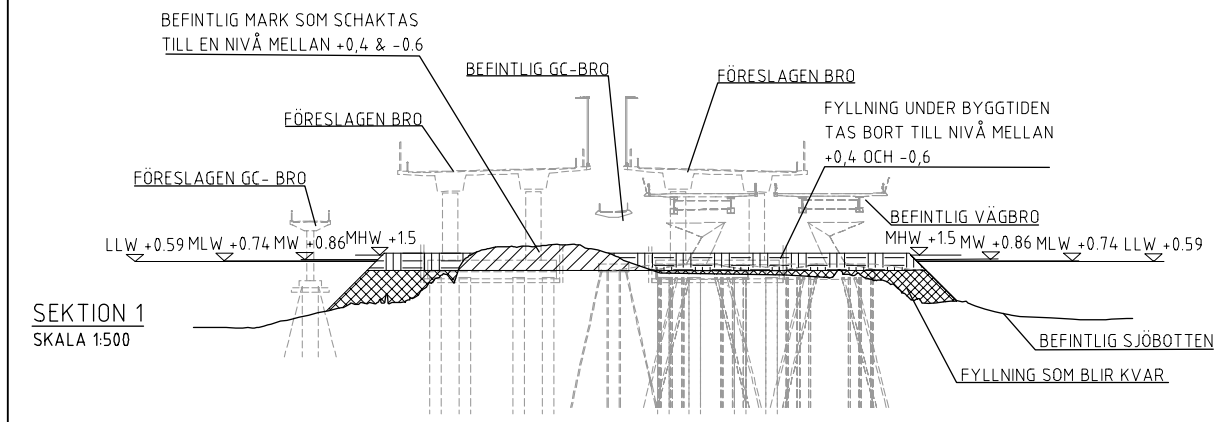 BEFINTLIG MARK SOM SCHAKTAS
TILL EN NIVÅ MELLAN +0,4 & -0.6
BEFINTLIG GC-BRO
FÖRESLAGEN BRO
FÖRESLAGEN BRO
FYLLNING UNDER BYGGTIDEN
TAS BORT TILL NIVÅ MELLAN
+0,4 OCH -0,6
FÖRESLAGEN GC- BRO
BEFINTLIG VÄGBRO
LLW +0.59 MLW +0.74 MW +0.86 MHW +1.5
MHW +1.5 MW +0.86 MLW +0.74 LLW +0.59
SEKTION 1
SKALA 1:500
BEFINTLIG SJÖBOTTEN
FYLLNING SOM BLIR KVAR